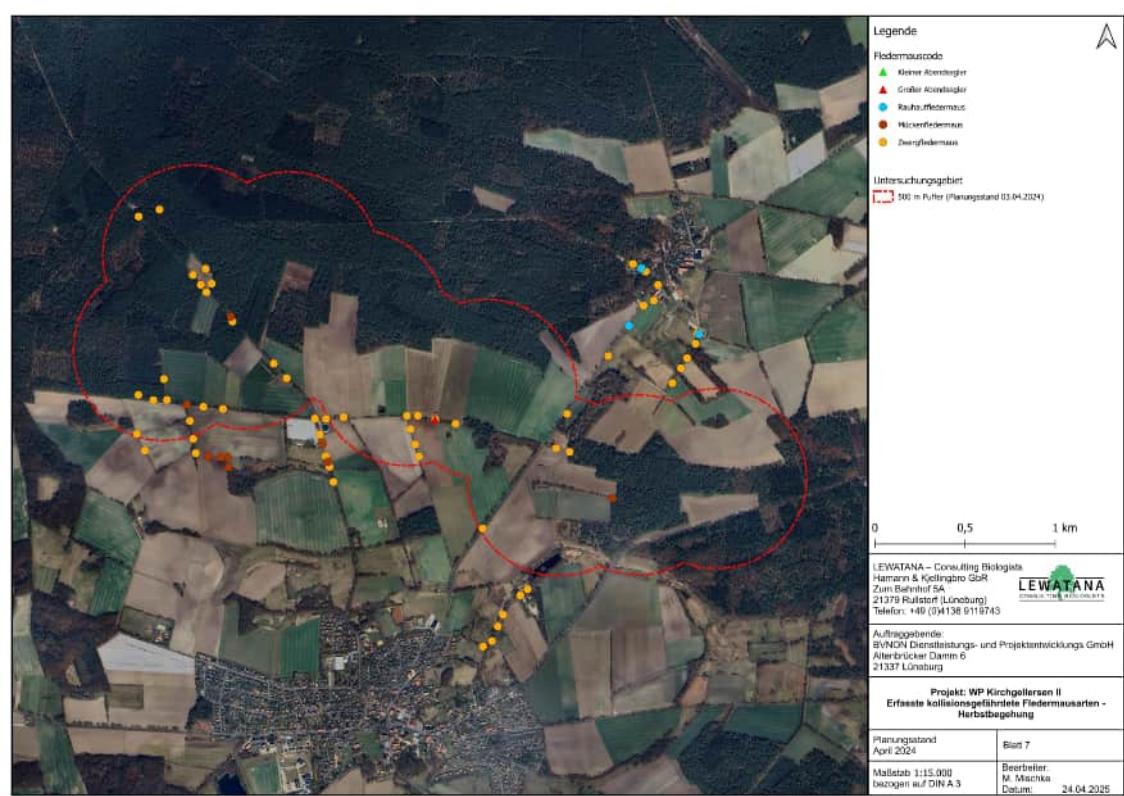 Legende
Fledermauscode
Kleiner Abendsegler
Großer Abendsegler
Rauhautfledermaus
Mückenfledermaus
Zwergfledermaus
Untersuchungsgebiet
500 m Puffer (Planungsstand 03.04.2024)
0 0,5 1 km
LEWATANA – Consulting Biologists
Hamann & Kjellingbro GbR
Zum Bahnhof 5A
21379 Rullstorf (Lüneburg)
Telefon: +49 (0)4136 9119743
LEWATANA
CONSULTING BIOLOGISTS
Auftraggebende:
BVNON Dienstleistungs- und Projektentwicklungs GmbH
Altenbrücker Damm 6
21337 Lüneburg
Projekt: WP Kirchgellersen II
Erfasste kollisionsgefährdete Fledermausarten -
Herbstbegehung
Planungsstand
April 2024
Blatt 7
Maßstab 1:15.000
bezogen auf DIN A 3
Bearbeiter:
M. Mischke
Datum: 24.04.2025